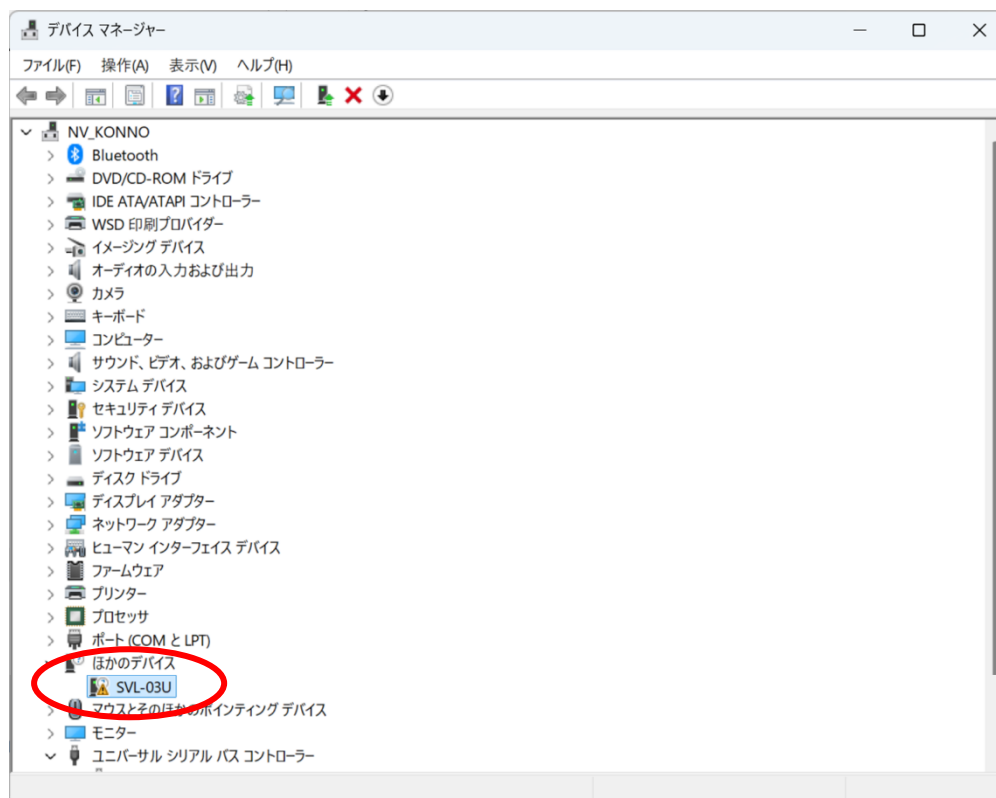 デバイス マネージャー
ファイル(F) 操作(A) 表示(V) ヘルプ(H)
NV_KONNO
Bluetooth
DVD/CD-ROM ドライブ
IDE ATA/ATAPI コントローラー
WSD 印刷プロバイダー
イメージング デバイス
オーディオの入力および出力
カメラ
キーボード
コンピューター
サウンド、ビデオ、およびゲーム コントローラー
システム デバイス
セキュリティ デバイス
ソフトウェア コンポーネント
ソフトウェア デバイス
ディスク ドライブ
ディスプレイ アダプター
ネットワーク アダプター
ヒューマン インターフェイス デバイス
ファームウェア
プリンター
プロセッサ
ポート (COM と LPT)
ほかのデバイス
SVL-03U
マウスとそのほかのポインティング デバイス
モニター
ユニバーサル シリアル バス コントローラー